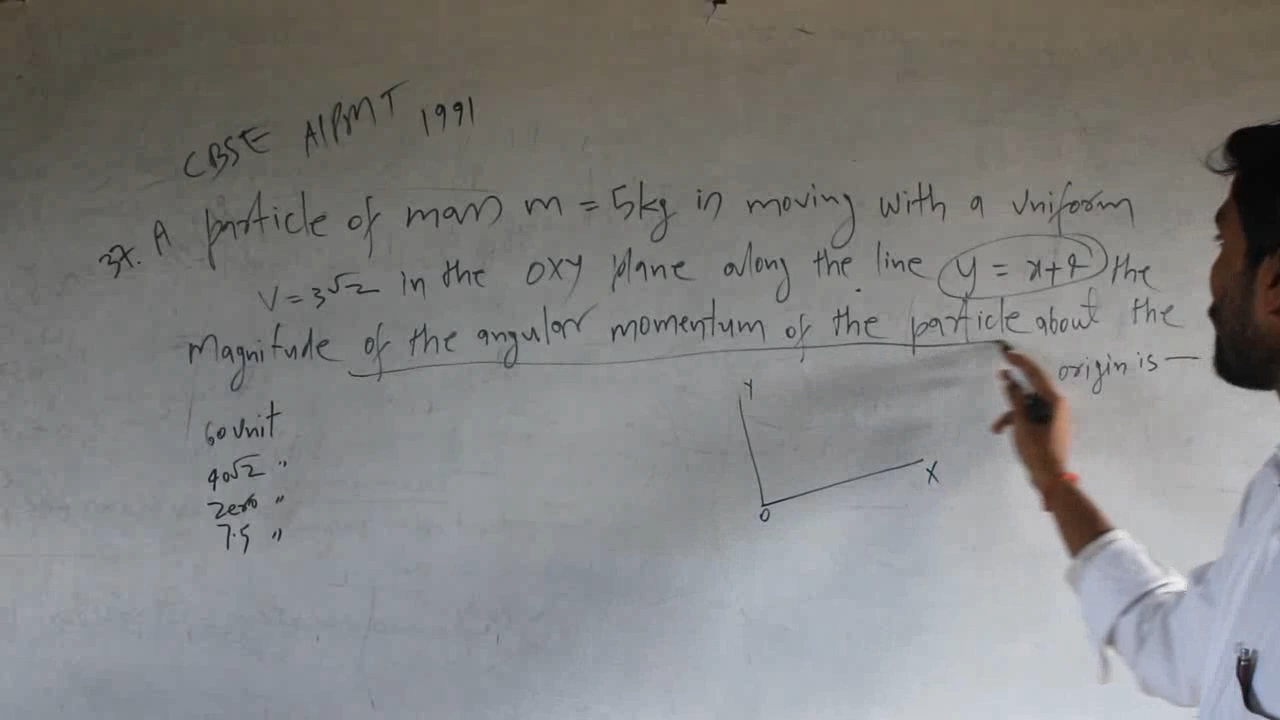 CBSE AIPMT 1991
37. A particle of mass m = 5kg is moving with a uniform
V = 3√2 in the OXY plane along the line y = x+4 the
Magnitude of the angular momentum of the particle about the
origin is —
60 Unit
40√2 "
Zero "
7.5 "
Y
X
O